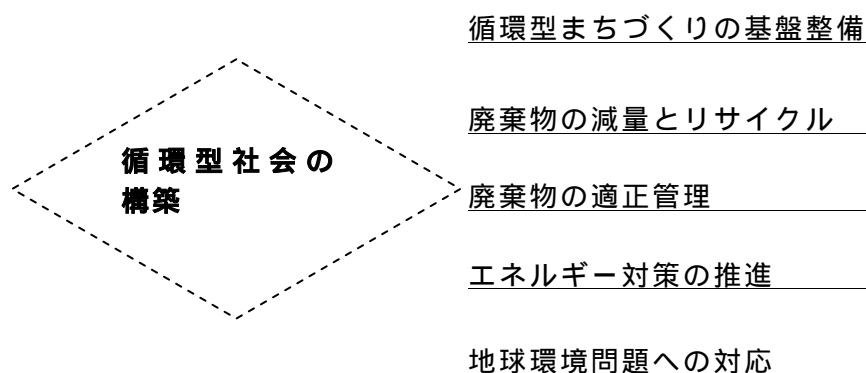 循環型社会の
構築
循環型まちづくりの基盤整備
廃棄物の減量とリサイクル
廃棄物の適正管理
エネルギー対策の推進
地球環境問題への対応